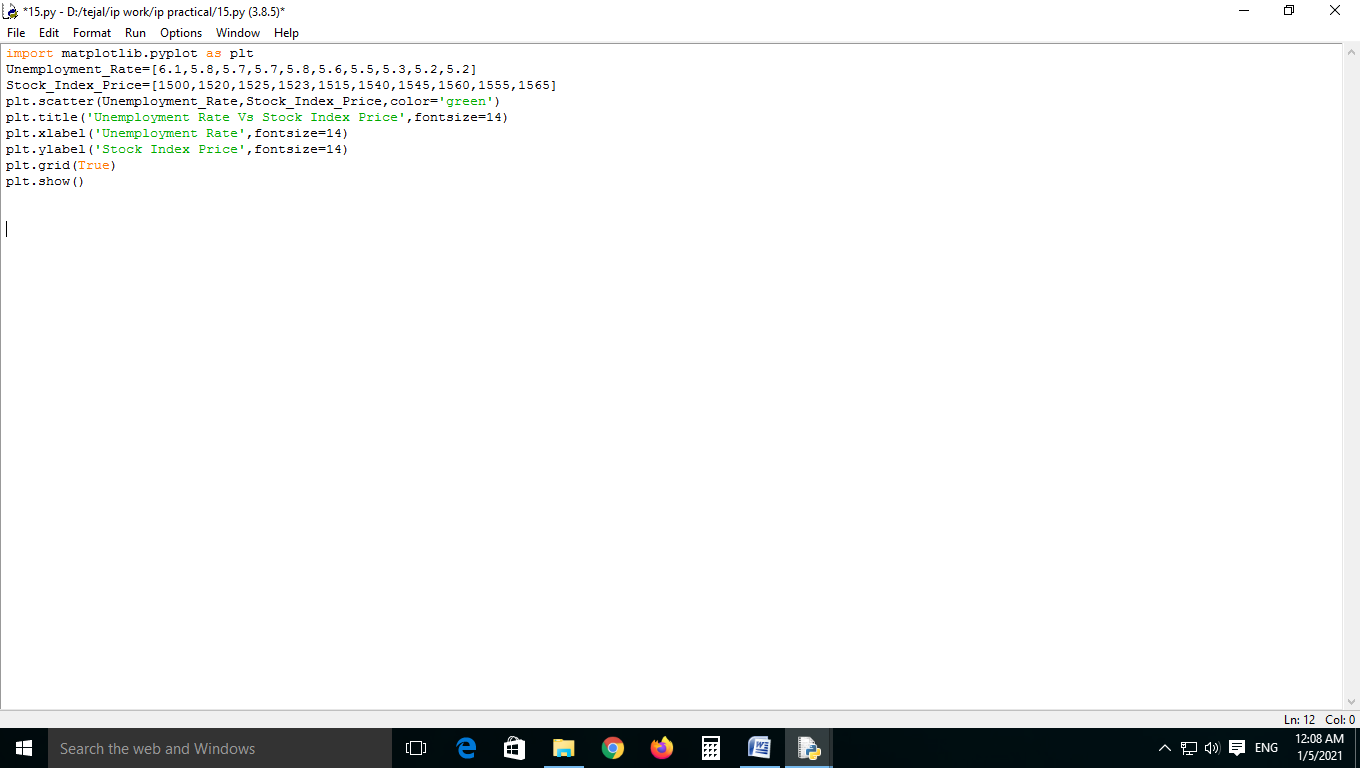 *15.py - D:/tejal/ip work/ip practical/15.py (3.8.5)*
File Edit Format Run Options Window Help
import matplotlib.pyplot as plt
Unemployment_Rate=[6.1,5.8,5.7,5.7,5.8,5.6,5.5,5.3,5.2,5.2]
Stock_Index_Price=[1500,1520,1525,1523,1515,1540,1545,1560,1555,1565]
plt.scatter(Unemployment_Rate,Stock_Index_Price,color='green')
plt.title('Unemployment Rate Vs Stock Index Price',fontsize=14)
plt.xlabel('Unemployment Rate',fontsize=14)
plt.ylabel('Stock Index Price',fontsize=14)
plt.grid(True)
plt.show()
Ln: 12 Col: 0
Search the web and Windows
ENG
12:08 AM
1/5/2021